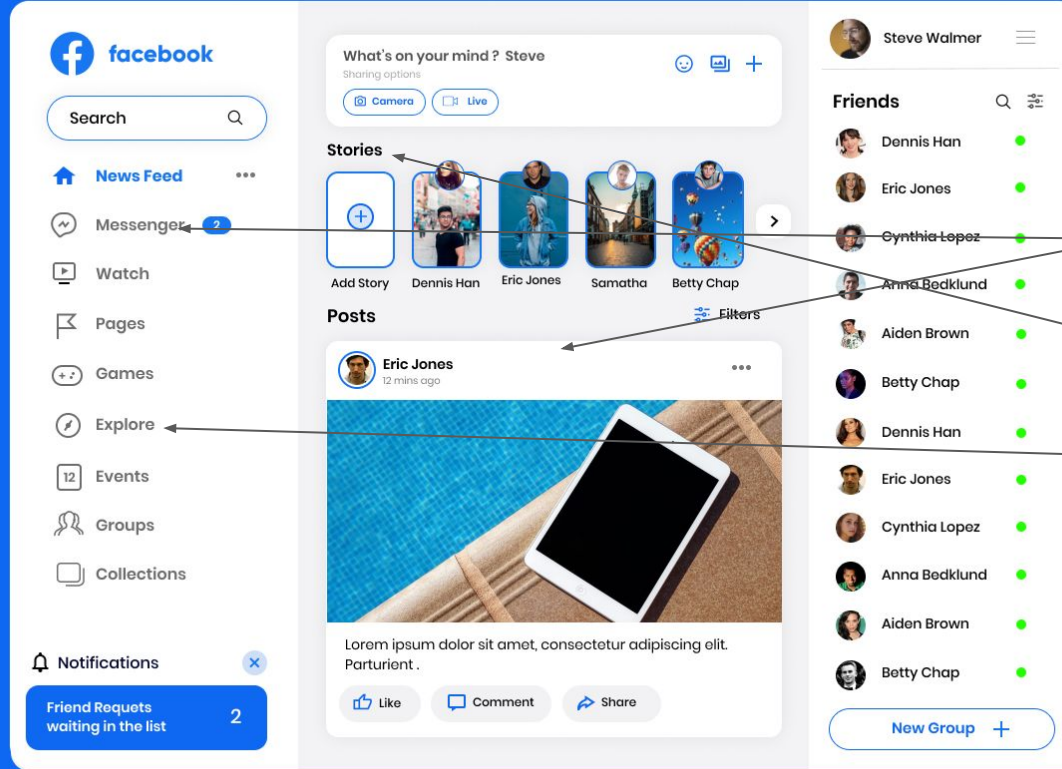 facebook
Search
News Feed
Messenger 2
Watch
Pages
Games
Explore
12 Events
Groups
Collections
Notifications
Friend Requets
waiting in the list
2
What's on your mind ? Steve
Sharing options
Camera Live
Stories
Add Story Dennis Han Eric Jones Samatha Betty Chap
Posts Filters
Eric Jones
12 mins ago
Lorem ipsum dolor sit amet, consectetur adipiscing elit.
Parturient .
Like Comment Share
Steve Walmer
Friends
Dennis Han
Eric Jones
Cynthia Lopez
Anna Bedklund
Aiden Brown
Betty Chap
Dennis Han
Eric Jones
Cynthia Lopez
Anna Bedklund
Aiden Brown
Betty Chap
New Group